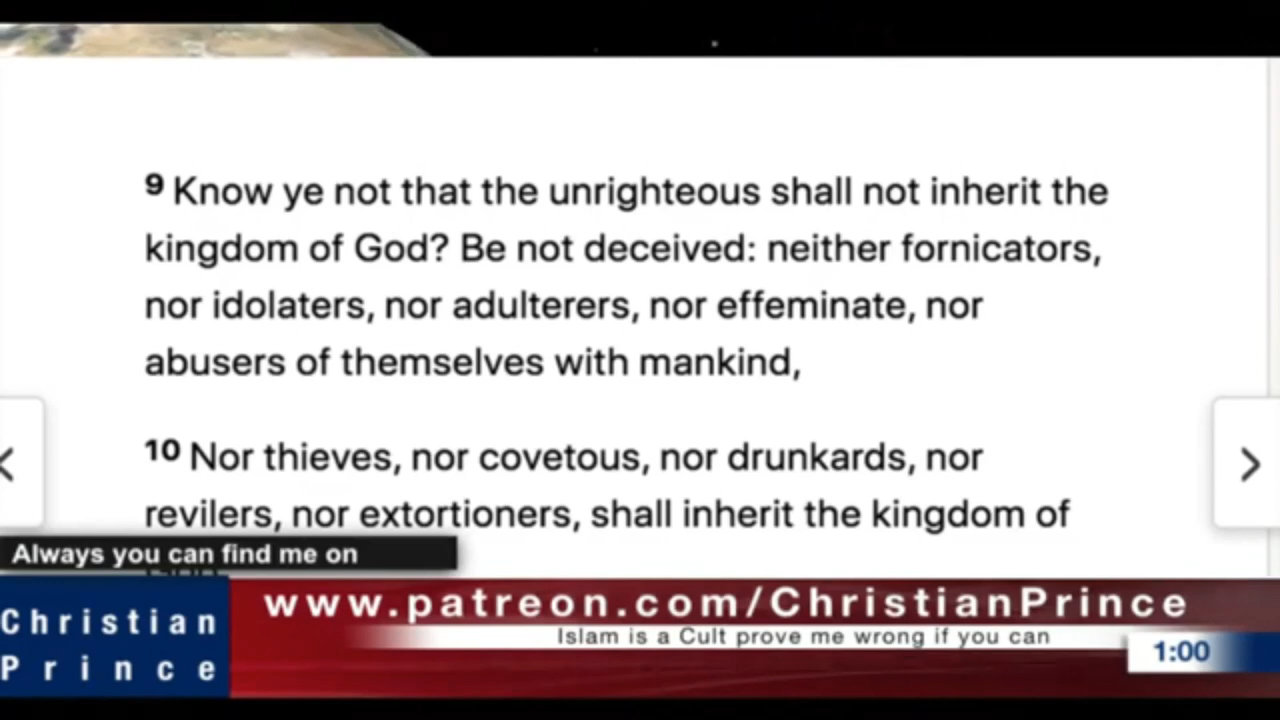 9 Know ye not that the unrighteous shall not inherit the
kingdom of God? Be not deceived: neither fornicators,
nor idolaters, nor adulterers, nor effeminate, nor
abusers of themselves with mankind,
10 Nor thieves, nor covetous, nor drunkards, nor
revilers, nor extortioners, shall inherit the kingdom of
Always you can find me on
Christian
Prince
www.patreon.com/ChristianPrince
Islam is a Cult prove me wrong if you can
1:00